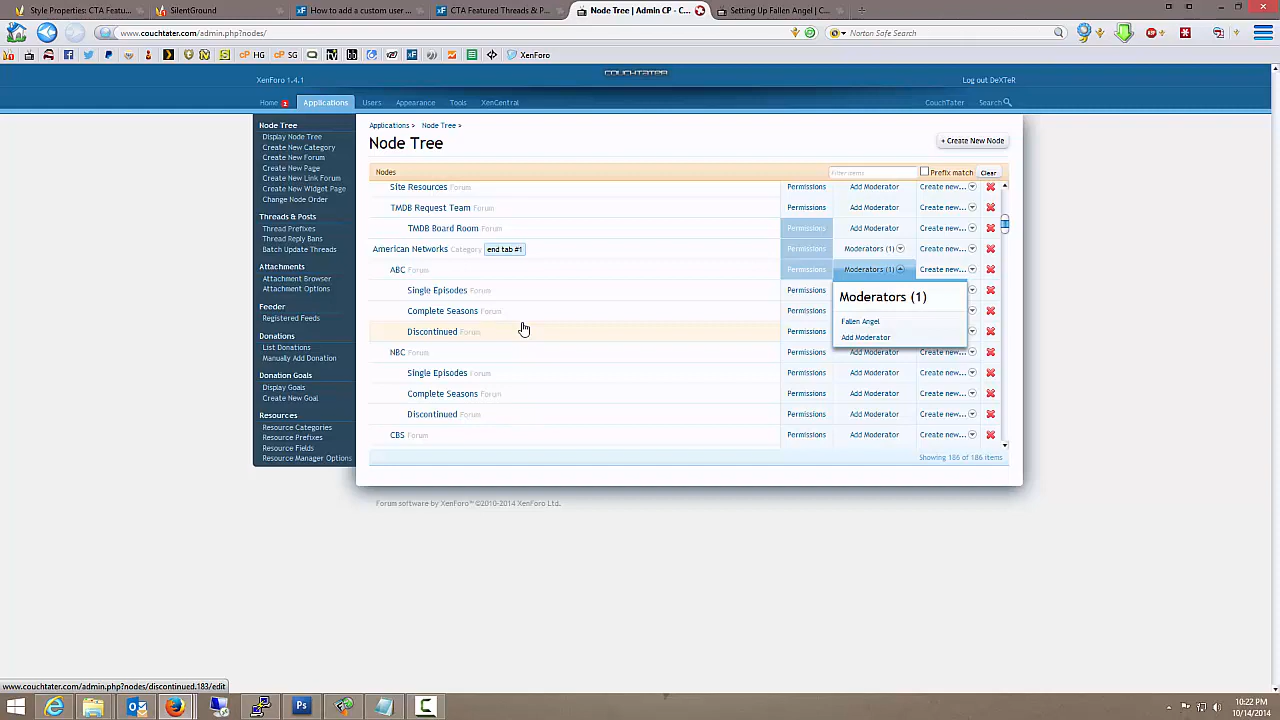 Style Properties: CTA Featur...
SilentGround
How to add a custom user ...
CTA Featured Threads & P...
Node Tree | Admin CP - C...
Setting Up Fallen Angel | C...
www.couchtater.com/admin.php?nodes/
Norton Safe Search
HG
SG
XenForo
XenForo 1.4.1
COUCHTATER
Log out DeXTeR
Home 2
Applications
Users
Appearance
Tools
XenCentral
CouchTater
Search
Node Tree
Display Node Tree
Create New Category
Create New Forum
Create New Page
Create New Link Forum
Create New Widget Page
Change Node Order
Threads & Posts
Thread Prefixes
Thread Reply Bans
Batch Update Threads
Attachments
Attachment Browser
Attachment Options
Feeder
Registered Feeds
Donations
List Donations
Manually Add Donation
Donation Goals
Display Goals
Create New Goal
Resources
Resource Categories
Resource Prefixes
Resource Fields
Resource Manager Options
Applications > Node Tree >
Node Tree
+ Create New Node
Nodes
Filter items
Prefix match
Clear
Site Resources Forum Permissions Add Moderator Create new...
TMDB Request Team Forum Permissions Add Moderator Create new...
TMDB Board Room Forum Permissions Add Moderator Create new...
American Networks Category end tab #1 Permissions Moderators (1) Create new...
ABC Forum Permissions Moderators (1) Create new...
Single Episodes Forum Permissions
Complete Seasons Forum Permissions
Discontinued Forum Permissions
Moderators (1)
Fallen Angel
Add Moderator
NBC Forum Permissions Add Moderator Create new...
Single Episodes Forum Permissions Add Moderator Create new...
Complete Seasons Forum Permissions Add Moderator Create new...
Discontinued Forum Permissions Add Moderator Create new...
CBS Forum Permissions Add Moderator Create new...
Showing 186 of 186 items
Forum software by XenForo™ ©2010-2014 XenForo Ltd.
www.couchtater.com/admin.php?nodes/discontinued.183/edit
Ps
10:22 PM
10/14/2014